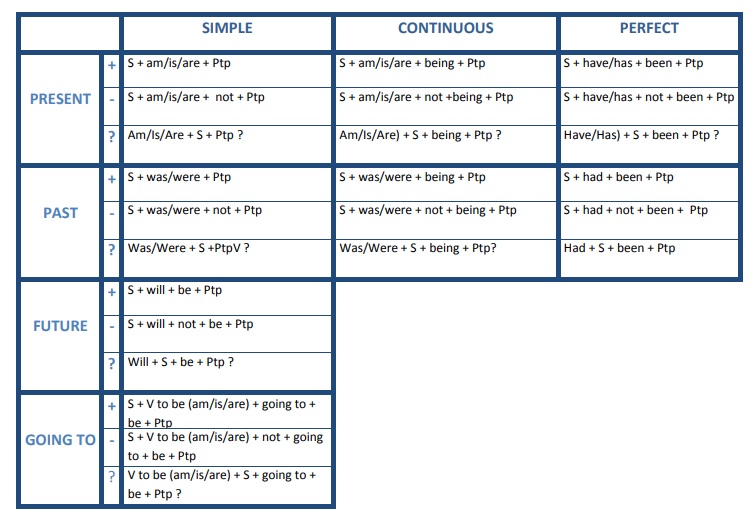 SIMPLE CONTINUOUS PERFECT
PRESENT
+ S + am/is/are + Ptp S + am/is/are + being + Ptp S + have/has + been + Ptp
- S + am/is/are + not + Ptp S + am/is/are + not +being + Ptp S + have/has + not + been + Ptp
? Am/Is/Are + S + Ptp ? Am/Is/Are) + S + being + Ptp ? Have/Has) + S + been + Ptp ?
PAST
+ S + was/were + Ptp S + was/were + being + Ptp S + had + been + Ptp
- S + was/were + not + Ptp S + was/were + not + being + Ptp S + had + not + been + Ptp
? Was/Were + S +PtpV ? Was/Were + S + being + Ptp? Had + S + been + Ptp
FUTURE
+ S + will + be + Ptp
- S + will + not + be + Ptp
? Will + S + be + Ptp ?
GOING TO
+ S + V to be (am/is/are) + going to +
be + Ptp
- S + V to be (am/is/are) + not + going
to + be + Ptp
? V to be (am/is/are) + S + going to +
be + Ptp ?